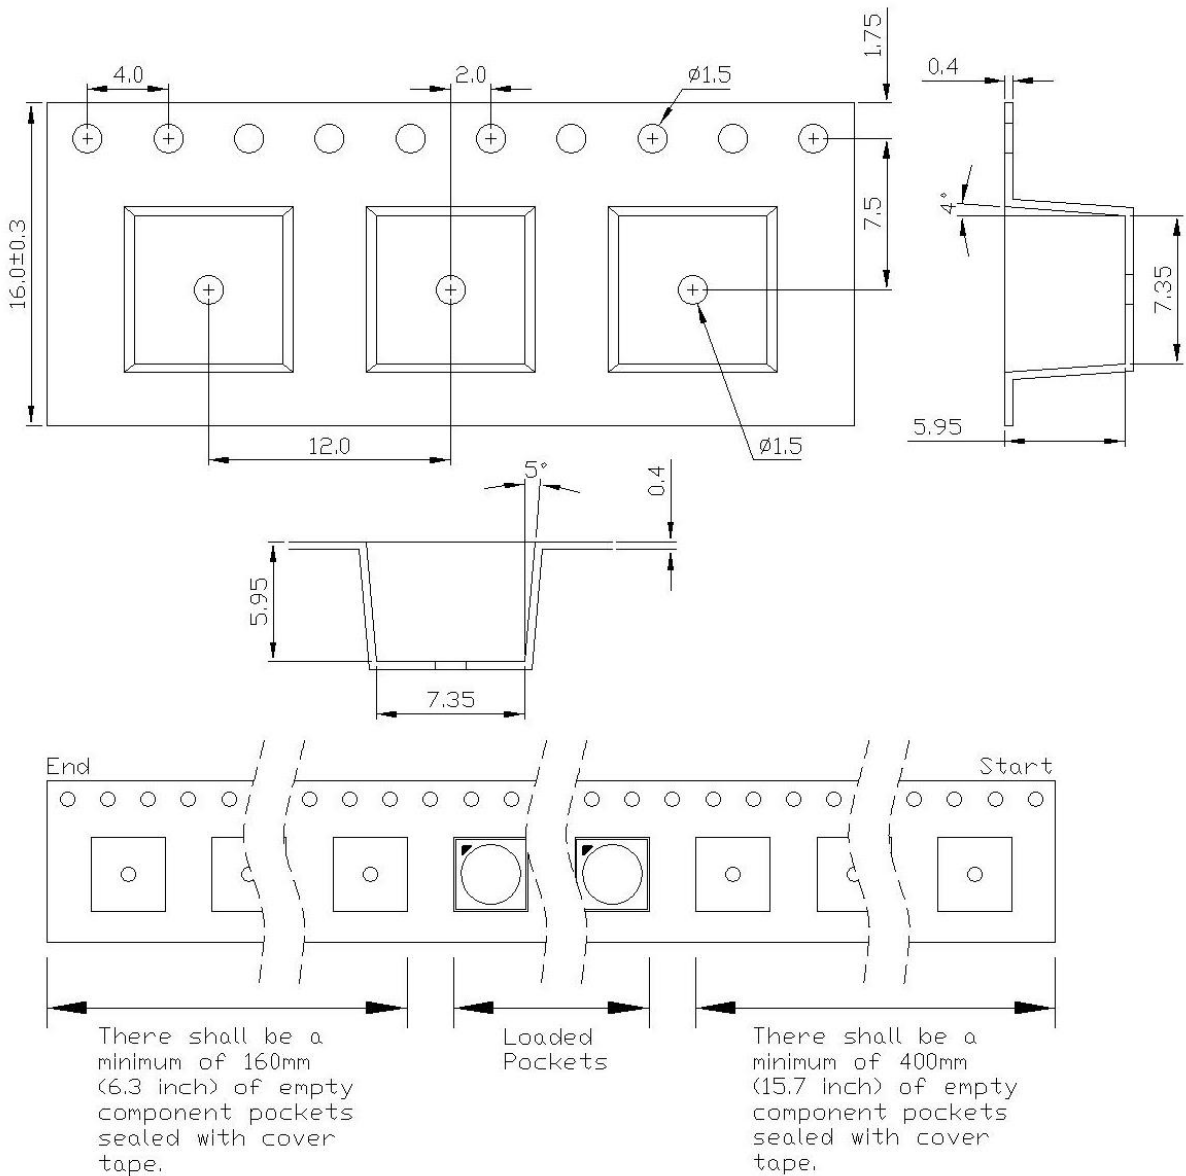 1.75
4.0
2.0
ø1.5
0.4
16.0±0.3
7.5
4°
7.35
12.0
ø1.5
5.95
5°
0.4
5.95
7.35
End
Start
There shall be a
minimum of 160mm
(6.3 inch) of empty
component pockets
sealed with cover
tape.
Loaded
Pockets
There shall be a
minimum of 400mm
(15.7 inch) of empty
component pockets
sealed with cover
tape.